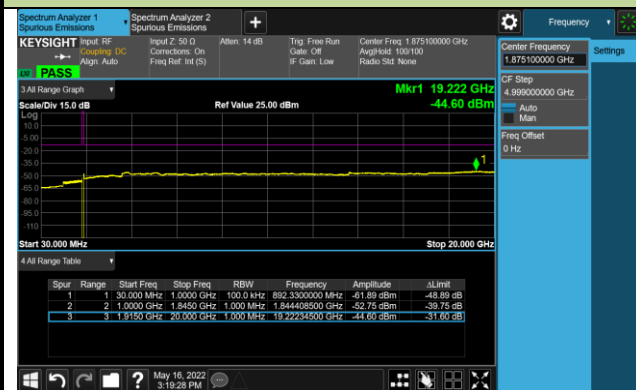 Spectrum Analyzer 1
Spurious Emissions
Spectrum Analyzer 2
Spurious Emissions
+
Frequency
KEYSIGHT
Input: RF
Coupling: DC
Align: Auto
Input Z: 50 Ω
Corrections: On
Freq Ref: Int (S)
Atten: 14 dB
Trig: Free Run
Gate: Off
IF Gain: Low
Center Freq: 1.875100000 GHz
Avg|Hold: 100/100
Radio Std: None
PASS
Center Frequency
1.875100000 GHz
Settings
CF Step
4.999000000 GHz
Auto
Man
Freq Offset
0 Hz
3 All Range Graph
Mkr1 19.222 GHz
Scale/Div 15.0 dB
Ref Value 25.00 dBm
-44.60 dBm
Log
10.0
-5.00
-20.0
-35.0
-50.0
-65.0
-80.0
-95.0
-110
1
Start 30.000 MHz
Stop 20.000 GHz
4 All Range Table
Spur Range Start Freq Stop Freq RBW Frequency Amplitude ΔLimit
1 1 30.000 MHz 1.0000 GHz 100.0 kHz 892.3300000 MHz -61.89 dBm -48.89 dB
2 2 1.0000 GHz 1.8450 GHz 1.000 MHz 1.844408500 GHz -52.75 dBm -39.75 dB
3 3 1.9150 GHz 20.000 GHz 1.000 MHz 19.22234500 GHz -44.60 dBm -31.60 dB
?
May 16, 2022
3:19:28 PM